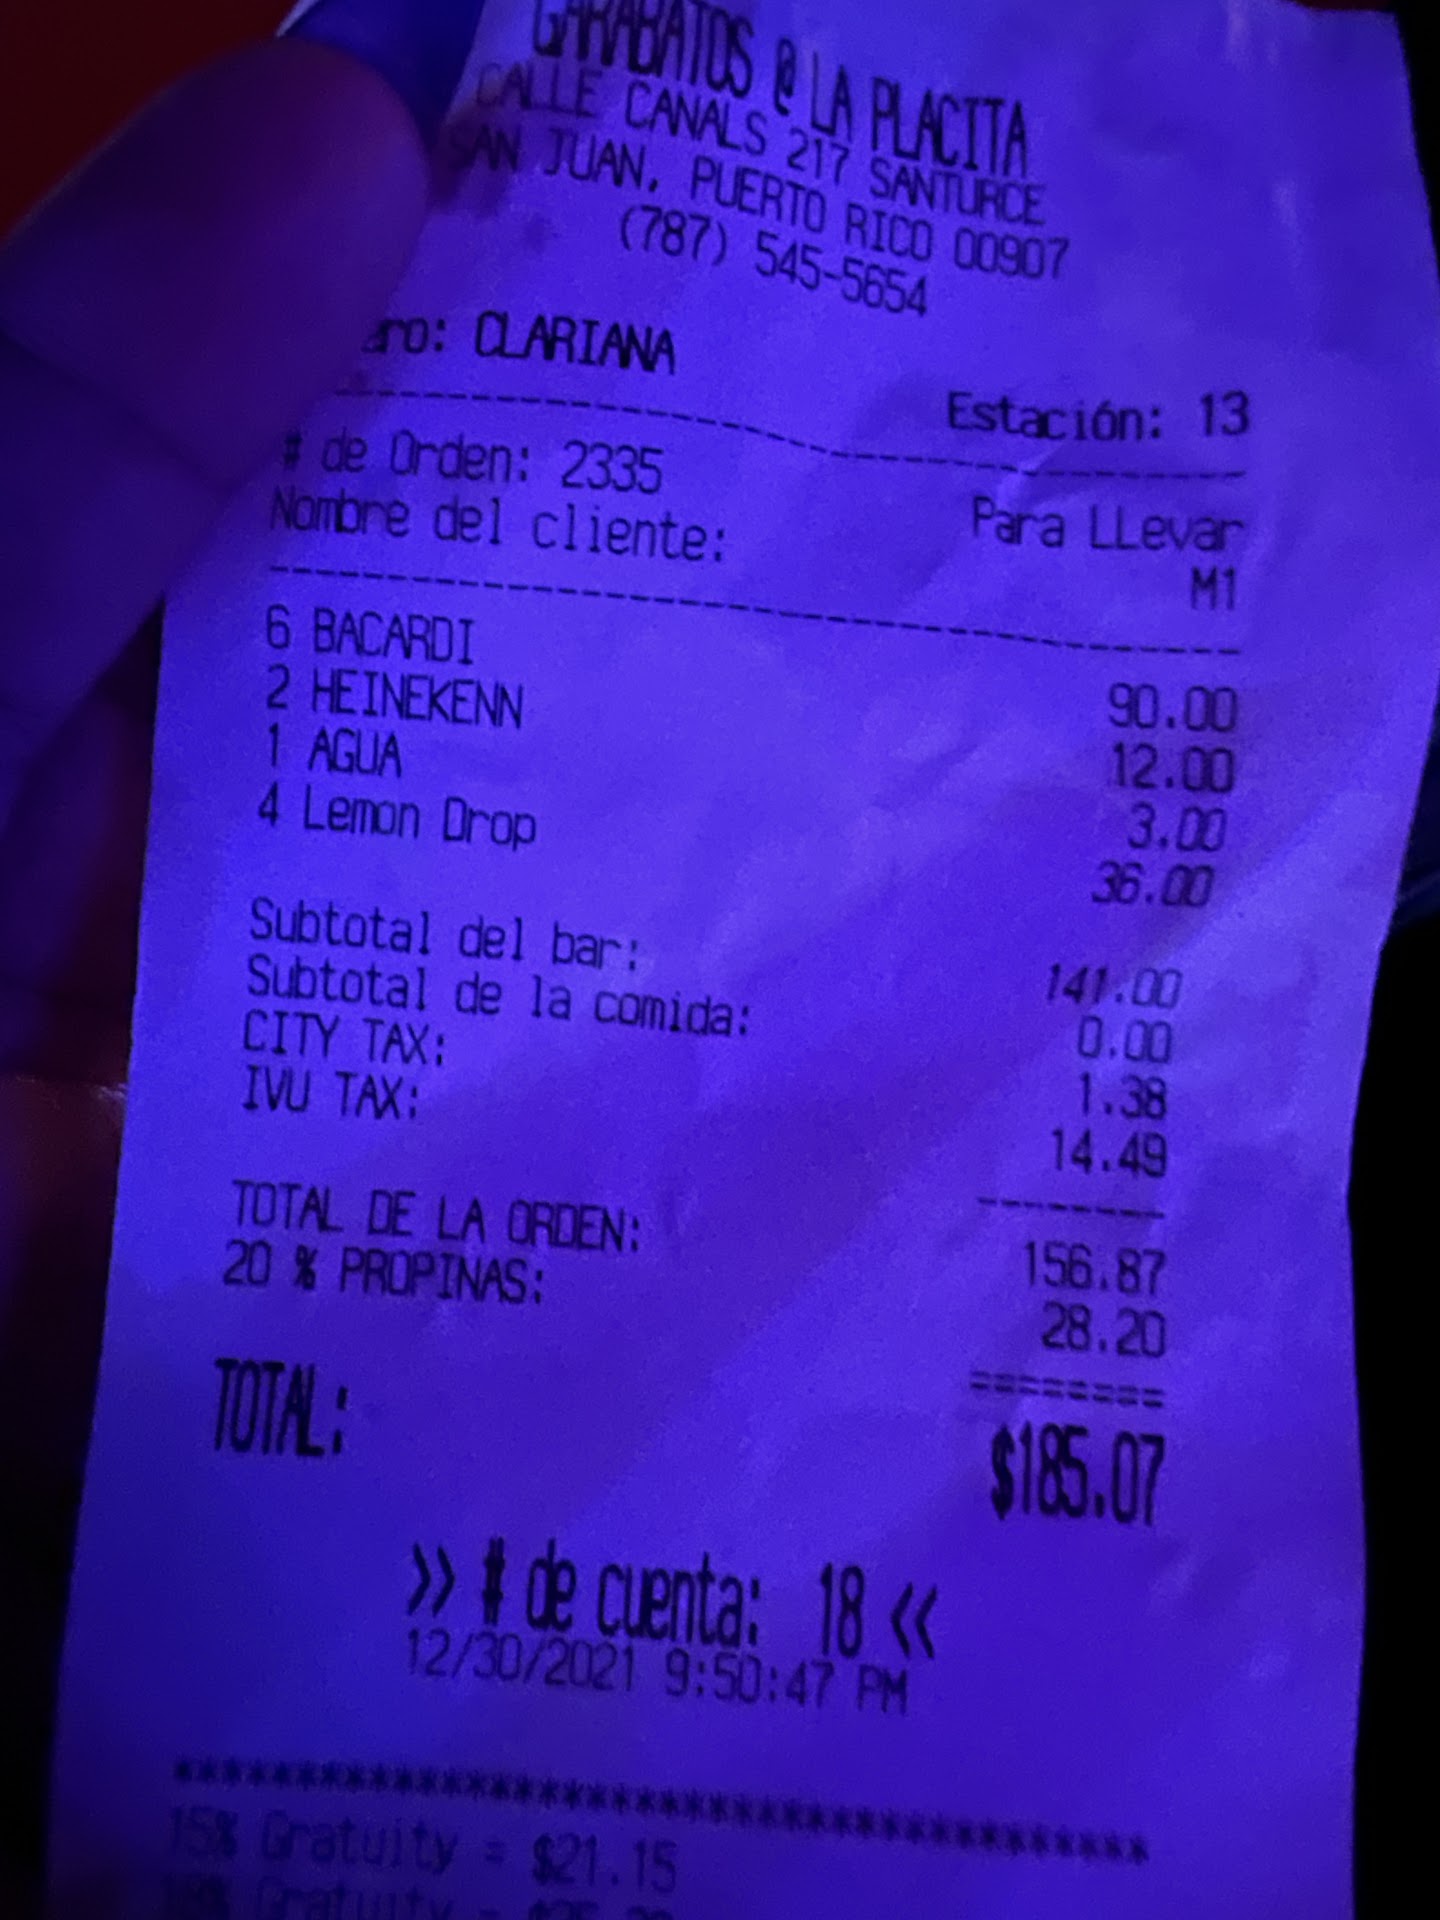 GARABATOS @ LA PLACITA
CALLE CANALS 217 SANTURCE
SAN JUAN, PUERTO RICO 00907
(787) 545-5654
ero: CLARIANA
Estación: 13
# de Orden: 2335 Para LLevar
Nombre del cliente: M1
6 BACARDI 90.00
2 HEINEKENN 12.00
1 AGUA 3.00
4 Lemon Drop 36.00
Subtotal del bar: 141.00
Subtotal de la comida: 0.00
CITY TAX: 1.38
IVU TAX: 14.49
TOTAL DE LA ORDEN: 156.87
20 % PROPINAS: 28.20
========
TOTAL: $185.07
>> # de cuenta: 18 <<
12/30/2021 9:50:47 PM
****************************************
15% Gratuity = $21.15
Gratuity =